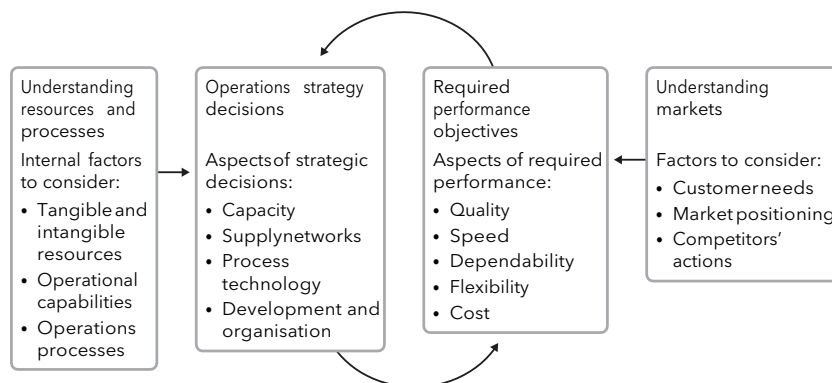 Understanding
resources and
processes
Internal factors
to consider:
• Tangible and
intangible
resources
• Operational
capabilities
• Operations
processes
Operations strategy
decisions
Aspects of strategic
decisions:
• Capacity
• Supply networks
• Process
technology
• Development and
organisation
Required
performance
objectives
Aspects of required
performance:
• Quality
• Speed
• Dependability
• Flexibility
• Cost
Understanding
markets
Factors to consider:
• Customer needs
• Market positioning
• Competitors’
actions